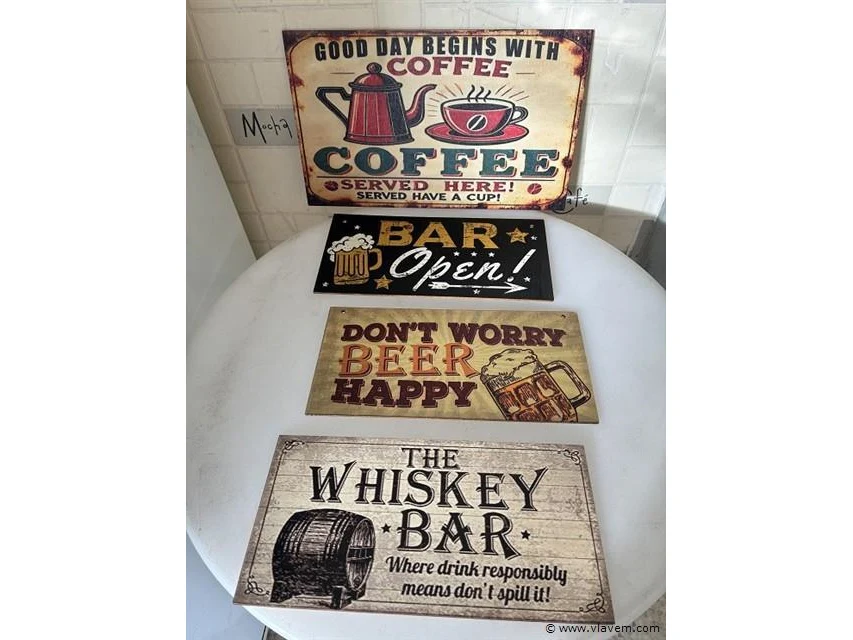 GOOD DAY BEGINS WITH
COFFEE
Mocha
COFFEE
SERVED HERE!
SERVED HAVE A CUP!
Café
BAR
Open!
DON'T WORRY
BEER
HAPPY
THE
WHISKEY
BAR
Where drink responsibly
means don't spill it!
© www.vlavem.com